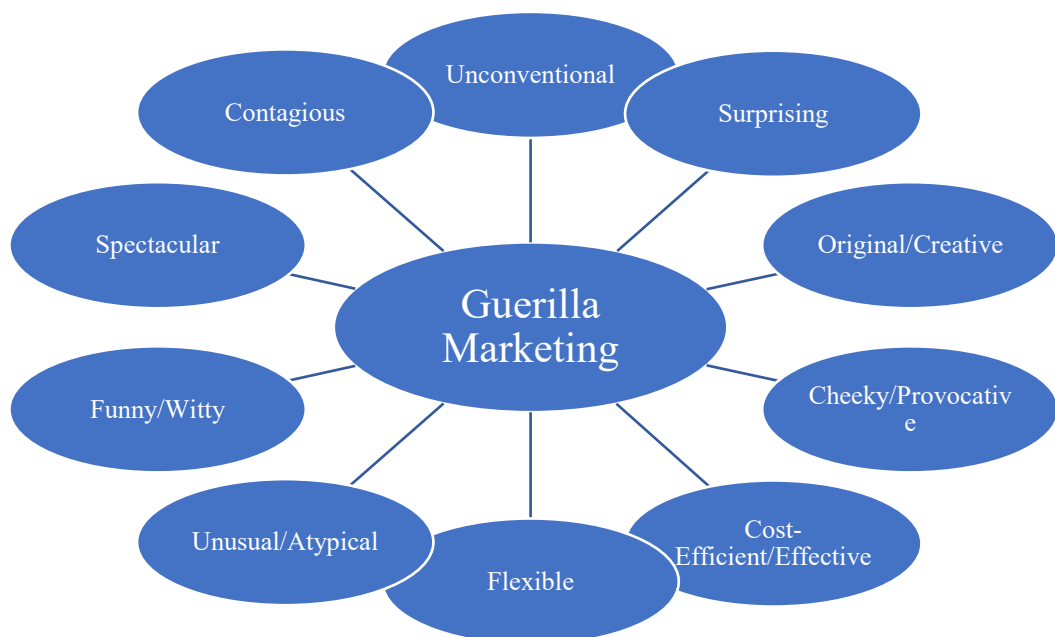 Unconventional
Contagious
Surprising
Spectacular
Original/Creative
Guerilla
Marketing
Funny/Witty
Cheeky/Provocativ
e
Unusual/Atypical
Cost-
Efficient/Effective
Flexible